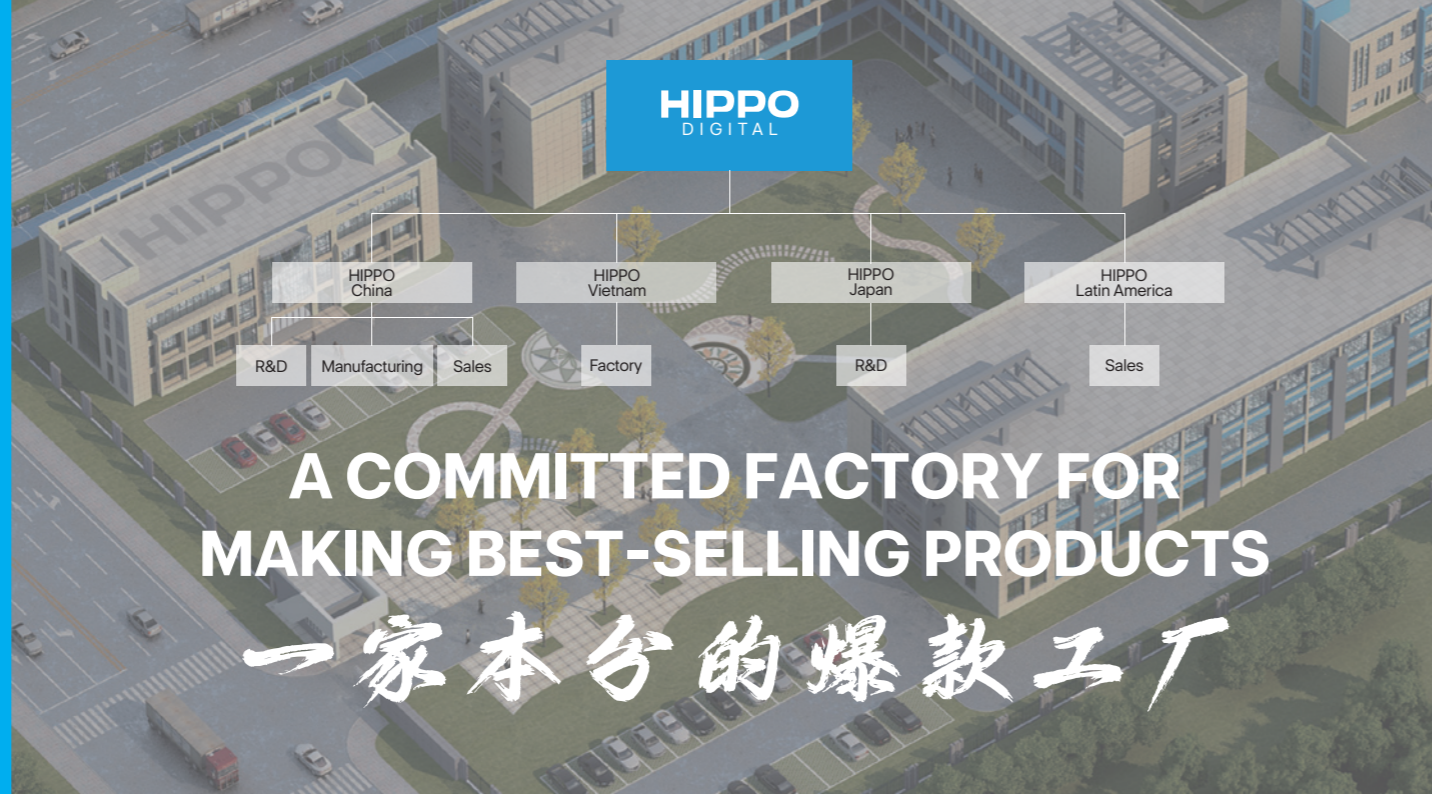 HIPPO
DIGITAL
HIPPO
HIPPO
China
HIPPO
Vietnam
HIPPO
Japan
HIPPO
Latin America
R&D
Manufacturing
Sales
Factory
R&D
Sales
A COMMITTED FACTORY FOR
MAKING BEST-SELLING PRODUCTS
一家本分的爆款工厂